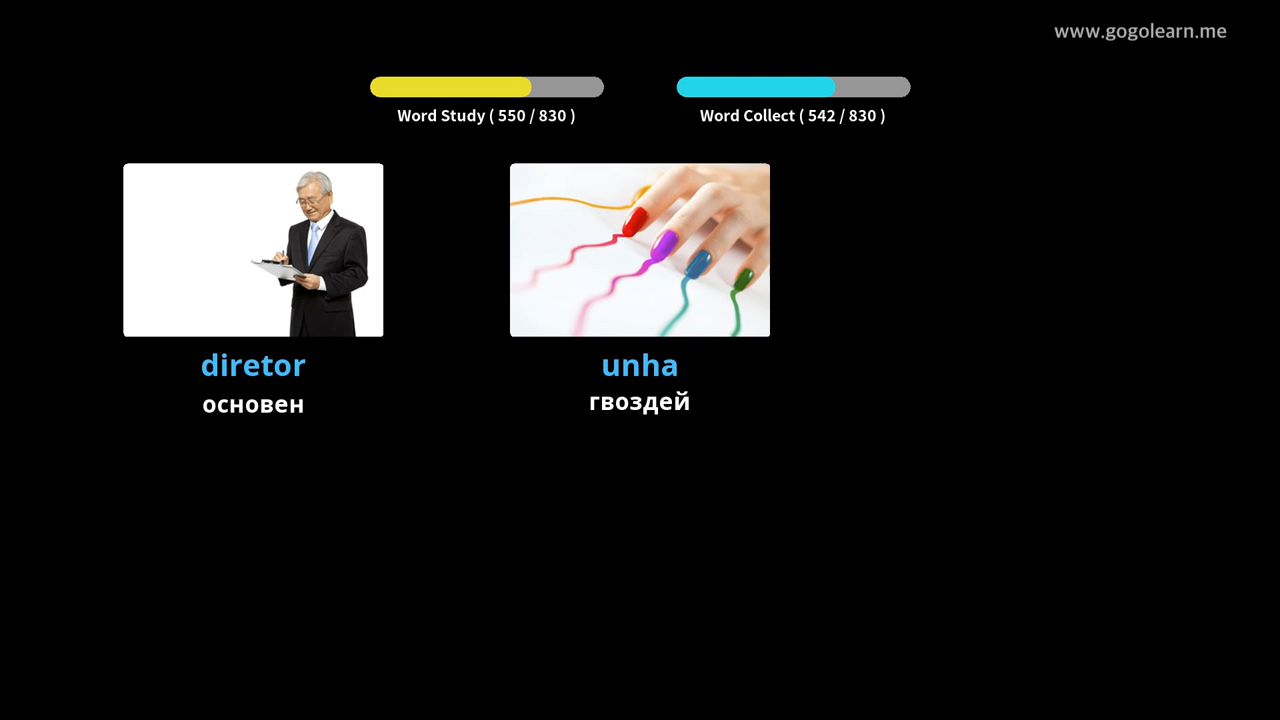 www.gogolearn.me
Word Study ( 550 / 830 )
Word Collect ( 542 / 830 )
diretor
основен
unha
гвоздей